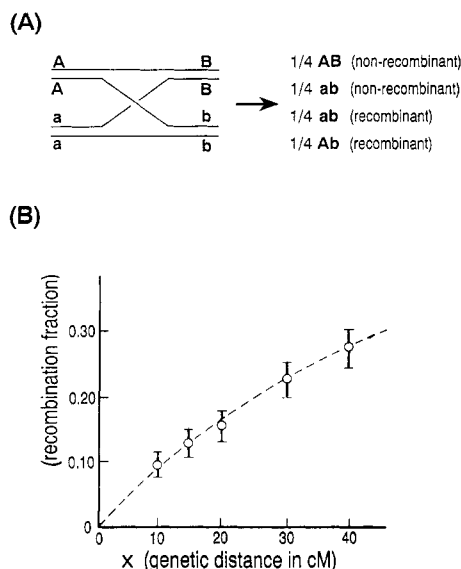 (A)
A B
A B
a b
a b
1/4 AB (non-recombinant)
1/4 ab (non-recombinant)
1/4 ab (recombinant)
1/4 Ab (recombinant)
(B)
(recombination fraction)
0.30
0.20
0.10
0
0 10 20 30 40
x (genetic distance in cM)